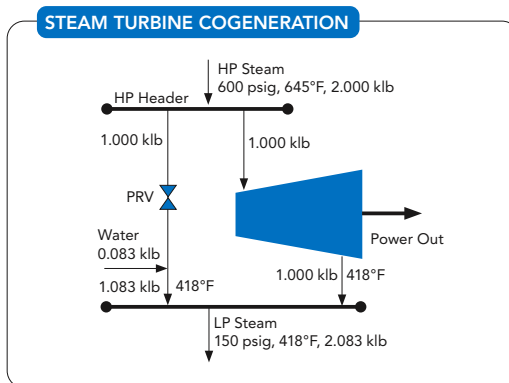 STEAM TURBINE COGENERATION
HP Steam
600 psig, 645°F, 2.000 klb
HP Header
1.000 klb
1.000 klb
PRV
Water
0.083 klb
Power Out
1.083 klb
418°F
1.000 klb
418°F
LP Steam
150 psig, 418°F, 2.083 klb